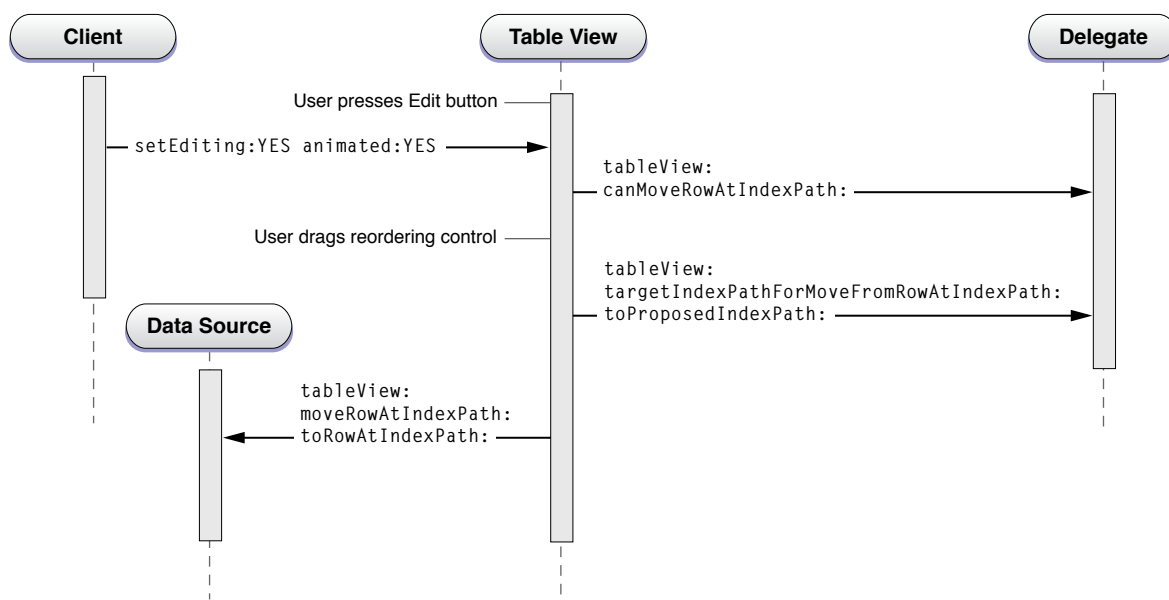 Client
Table View
Delegate
User presses Edit button
setEditing:YES animated:YES
tableView:
canMoveRowAtIndexPath:
User drags reordering control
tableView:
targetIndexPathForMoveFromRowAtIndexPath:
toProposedIndexPath:
Data Source
tableView:
moveRowAtIndexPath:
toRowAtIndexPath: